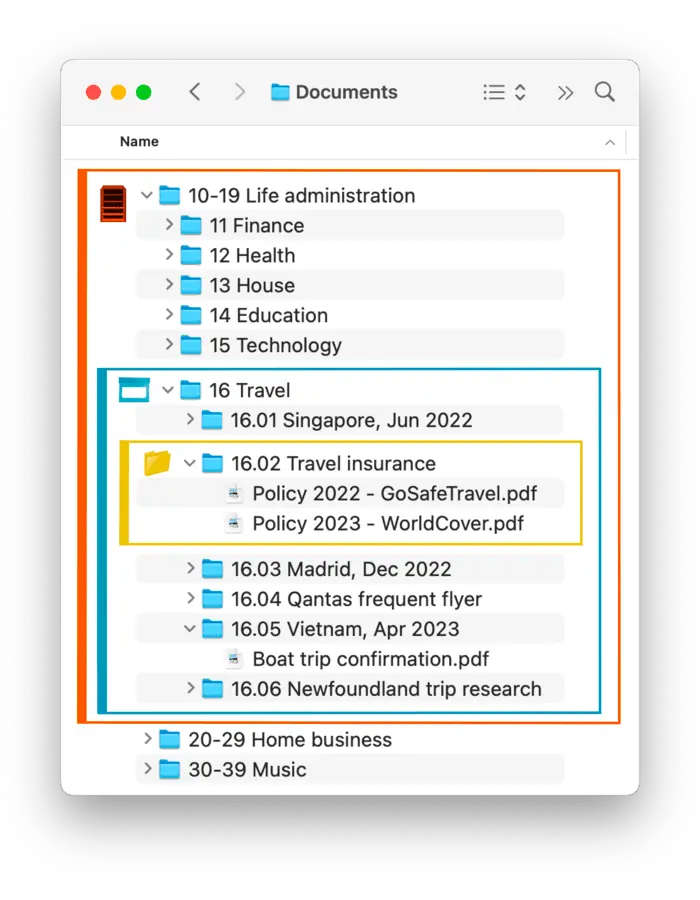 Documents
Name
10-19 Life administration
11 Finance
12 Health
13 House
14 Education
15 Technology
16 Travel
16.01 Singapore, Jun 2022
16.02 Travel insurance
Policy 2022 - GoSafeTravel.pdf
Policy 2023 - WorldCover.pdf
16.03 Madrid, Dec 2022
16.04 Qantas frequent flyer
16.05 Vietnam, Apr 2023
Boat trip confirmation.pdf
16.06 Newfoundland trip research
20-29 Home business
30-39 Music